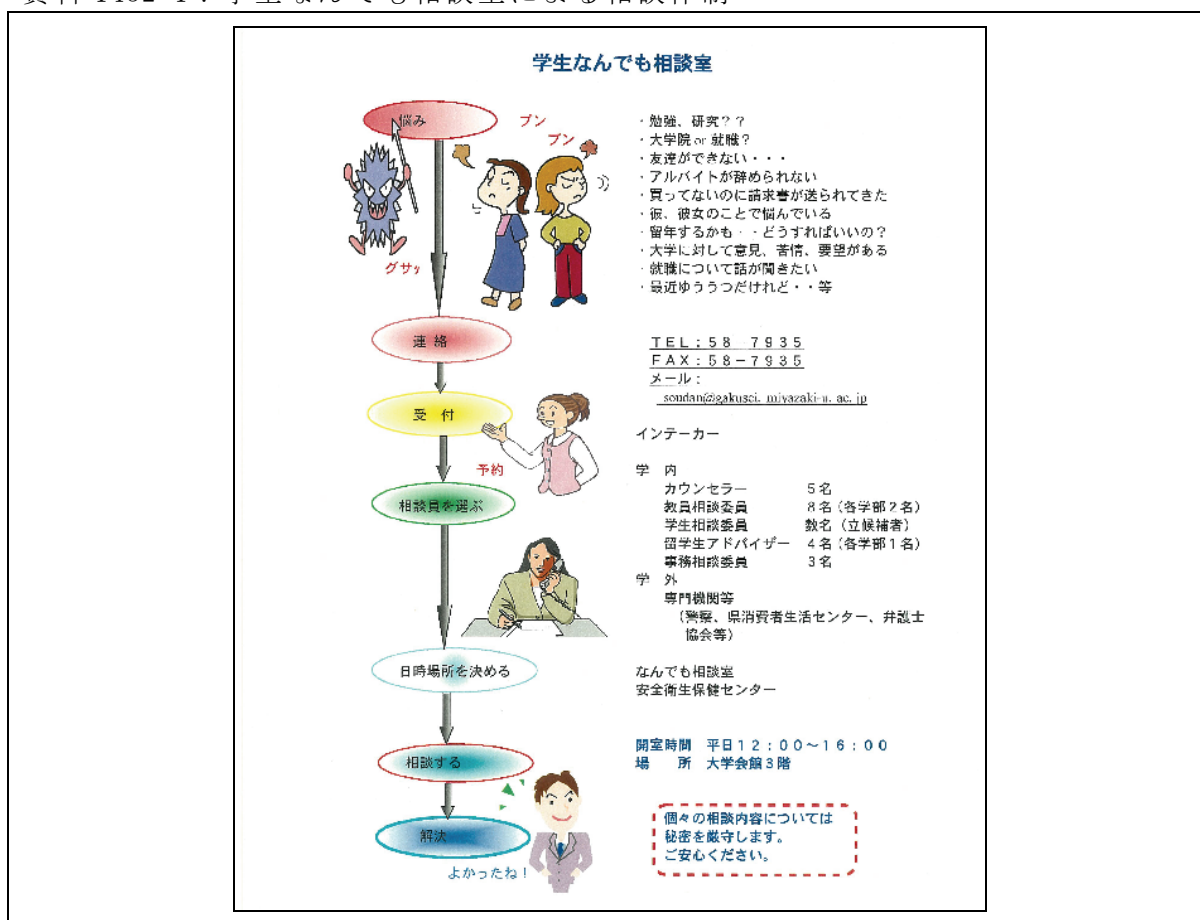 学生なんでも相談室
悩み
プン
プン
グサッ
・勉強、研究？？
・大学院 or 就職？
・友達ができない・・・
・アルバイトが辞められない
・買ってないのに請求書が送られてきた
・彼、彼女のことで悩んでいる
・留年するかも・・どうすればいいの？
・大学に対して意見、苦情、要望がある
・就職について話が聞きたい
・最近ゆううつだけれど・・等
連 絡
ＴＥＬ：５８ ７９３５
ＦＡＸ：５８－７９３５
メール：
soudan@gakusei. miyazaki-u. ac. jp
受 付
インテーカー
予約
相談員を選ぶ
学 内
カウンセラー ５名
教員相談委員 ８名（各学部２名）
学生相談委員 数名（立候補者）
留学生アドバイザー ４名（各学部１名）
事務相談委員 ３名
学 外
専門機関等
（警察、県消費者生活センター、弁護士
協会等）
日時場所を決める
なんでも相談室
安全衛生保健センター
開室時間 平日１２：００～１６：００
場 所 大学会館３階
相談する
解決
よかったね！
個々の相談内容については
秘密を厳守します。
ご安心ください。